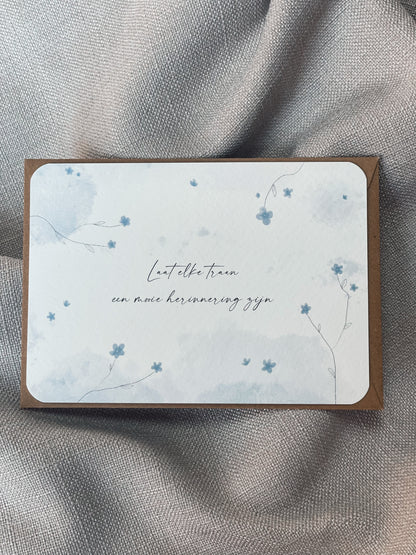 Laat elke traan
een mooie herinnering zijn